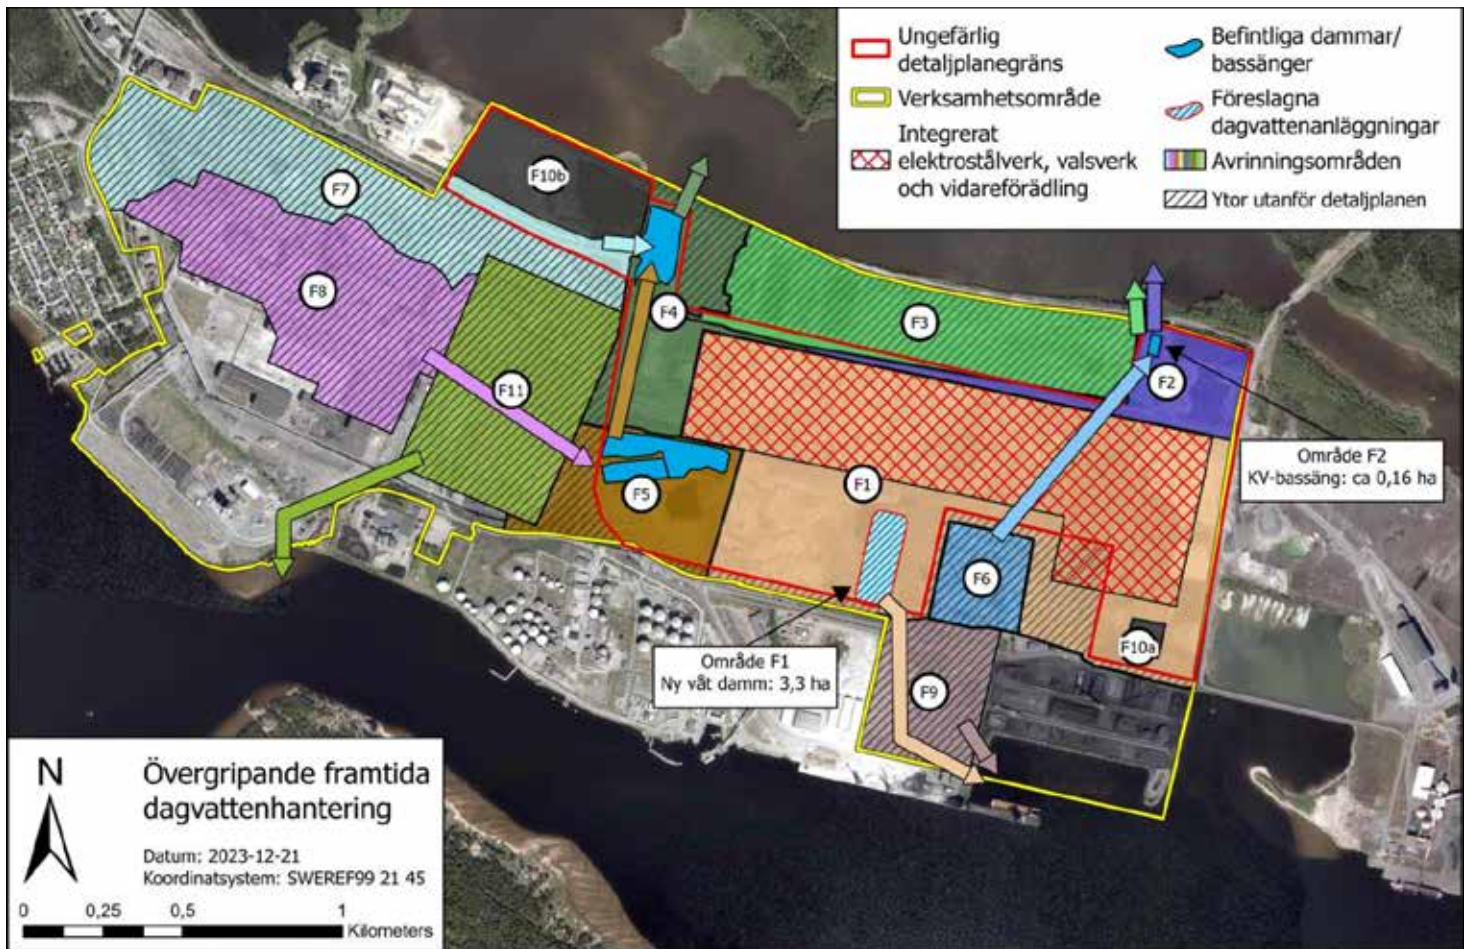 Ungefärlig
detaljplanegräns
Verksamhetsområde
Integrerat
elektrostålverk, valsverk
och vidareförädling
Befintliga dammar/
bassänger
Föreslagna
dagvattenanläggningar
Avrinningsområden
Ytor utanför detaljplanen
F10b
F7
F8
F4
F3
F11
F2
Område F2
KV-bassäng: ca 0,16 ha
F5
F1
F6
F10a
Område F1
Ny våt damm: 3,3 ha
F9
N
Övergripande framtida
dagvattenhantering
Datum: 2023-12-21
Koordinatsystem: SWEREF99 21 45
0 0,25 0,5 1
Kilometers